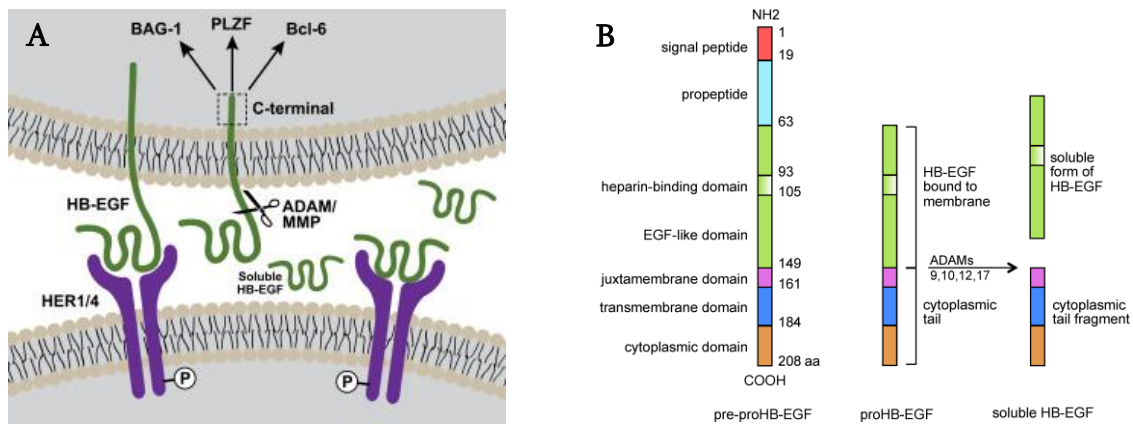 A
BAG-1
PLZF
Bcl-6
C-terminal
HB-EGF
ADAM/
MMP
Soluble
HB-EGF
HER1/4
P
P
B
NH2
signal peptide
1
19
propeptide
63
93
heparin-binding domain
105
EGF-like domain
149
juxtamembrane domain
161
transmembrane domain
184
cytoplasmic domain
208 aa
COOH
pre-proHB-EGF
HB-EGF
bound to
membrane
ADAMs
9,10,12,17
cytoplasmic
tail
proHB-EGF
soluble
form of
HB-EGF
cytoplasmic
tail fragment
soluble HB-EGF